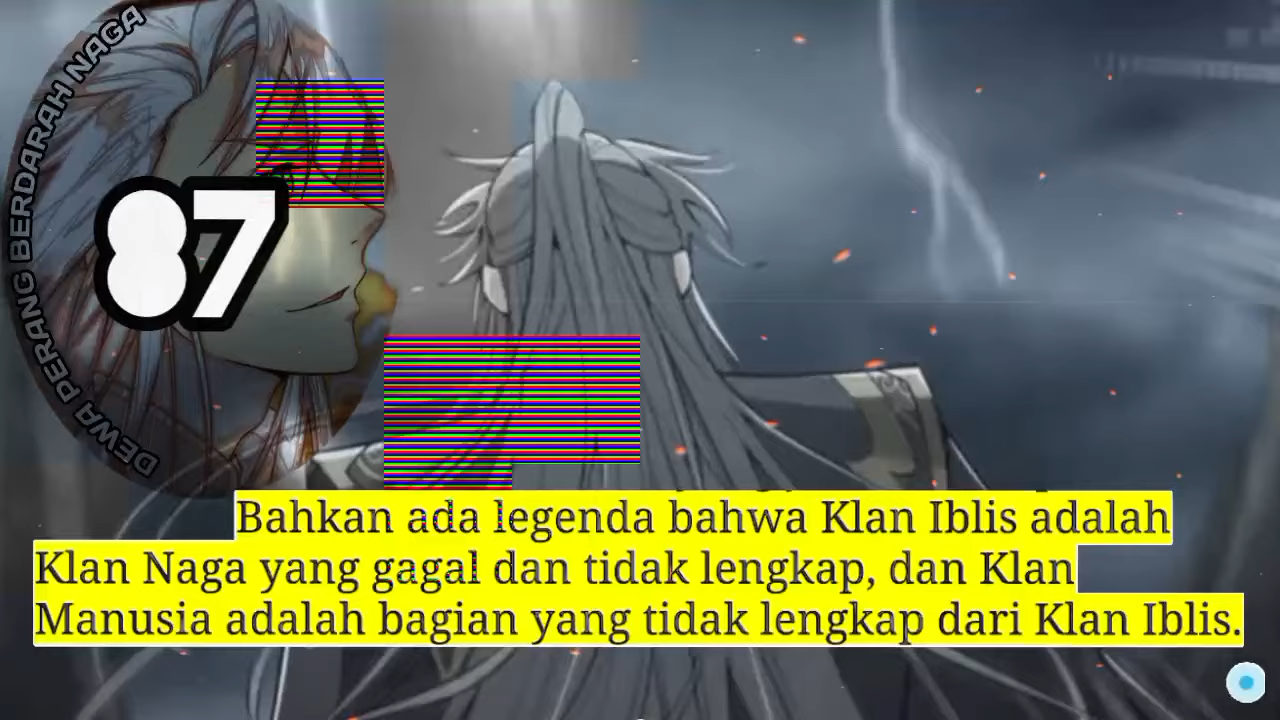 DEWA PERANG BERDARAH NAGA
87
Bahkan ada legenda bahwa Klan Iblis adalah
Klan Naga yang gagal dan tidak lengkap, dan Klan
Manusia adalah bagian yang tidak lengkap dari Klan Iblis.